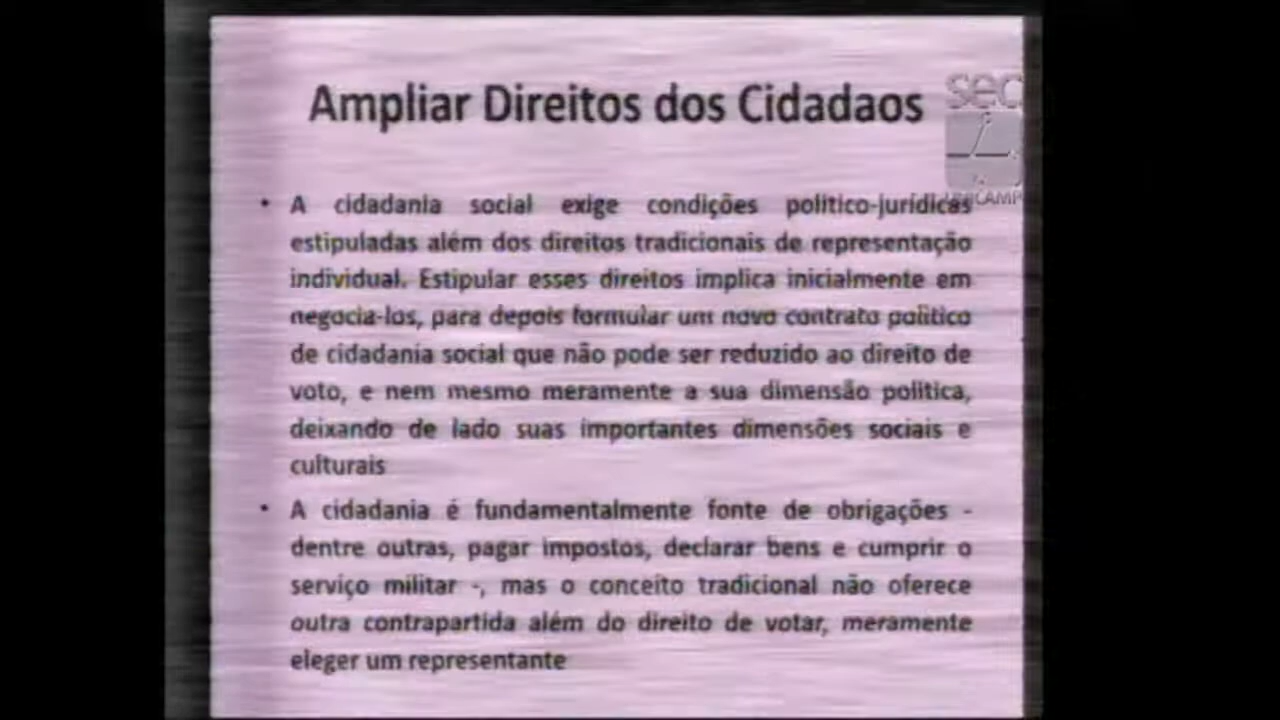 Ampliar Direitos dos Cidadaos
sec
UNICAMP
• A cidadania social exige condições politico-jurídicas
estipuladas além dos direitos tradicionais de representação
individual. Estipular esses direitos implica inicialmente em
negocia-los, para depois formular um novo contrato politico
de cidadania social que não pode ser reduzido ao direito de
voto, e nem mesmo meramente a sua dimensão politica,
deixando de lado suas importantes dimensões sociais e
culturais
• A cidadania é fundamentalmente fonte de obrigações -
dentre outras, pagar impostos, declarar bens e cumprir o
serviço militar -, mas o conceito tradicional não oferece
outra contrapartida além do direito de votar, meramente
eleger um representante